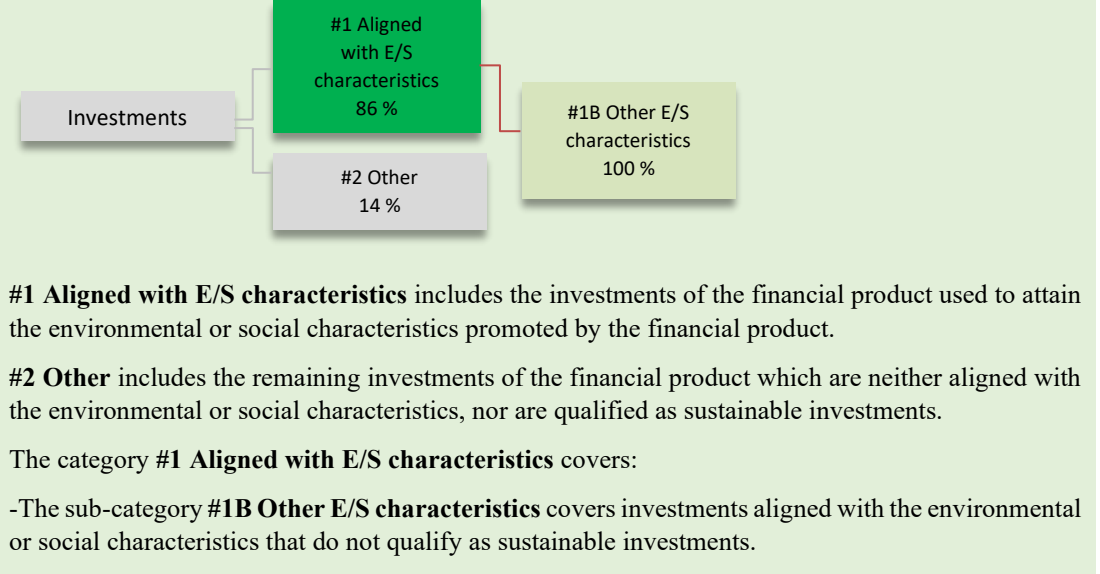 #1 Aligned
with E/S
characteristics
86 %
Investments
#1B Other E/S
characteristics
100 %
#2 Other
14 %
#1 Aligned with E/S characteristics includes the investments of the financial product used to attain
the environmental or social characteristics promoted by the financial product.
#2 Other includes the remaining investments of the financial product which are neither aligned with
the environmental or social characteristics, nor are qualified as sustainable investments.
The category #1 Aligned with E/S characteristics covers:
-The sub-category #1B Other E/S characteristics covers investments aligned with the environmental
or social characteristics that do not qualify as sustainable investments.